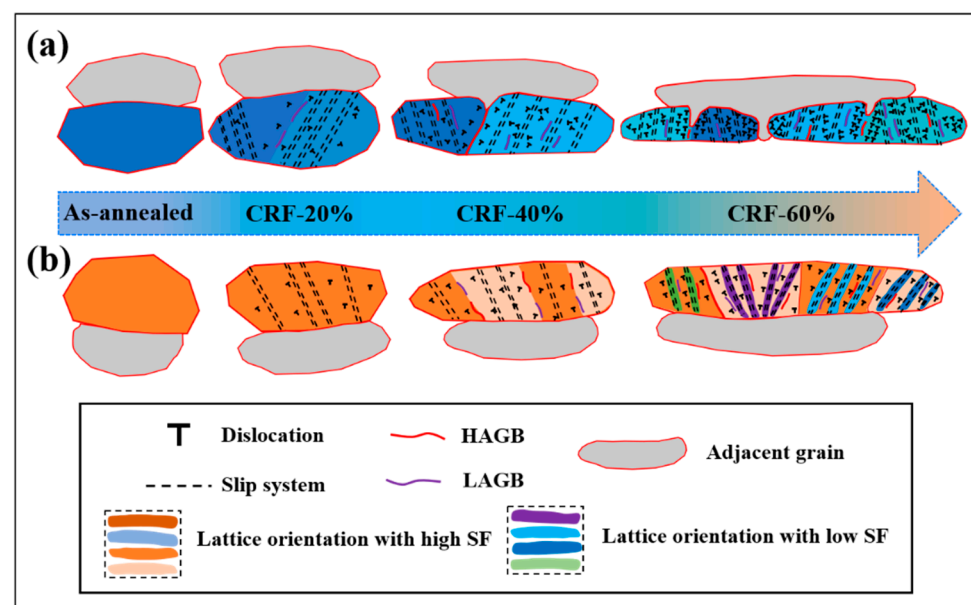 (a)
As-annealed CRF-20% CRF-40% CRF-60%
(b)
Dislocation HAGB Adjacent grain
Slip system LAGB
Lattice orientation with high SF Lattice orientation with low SF